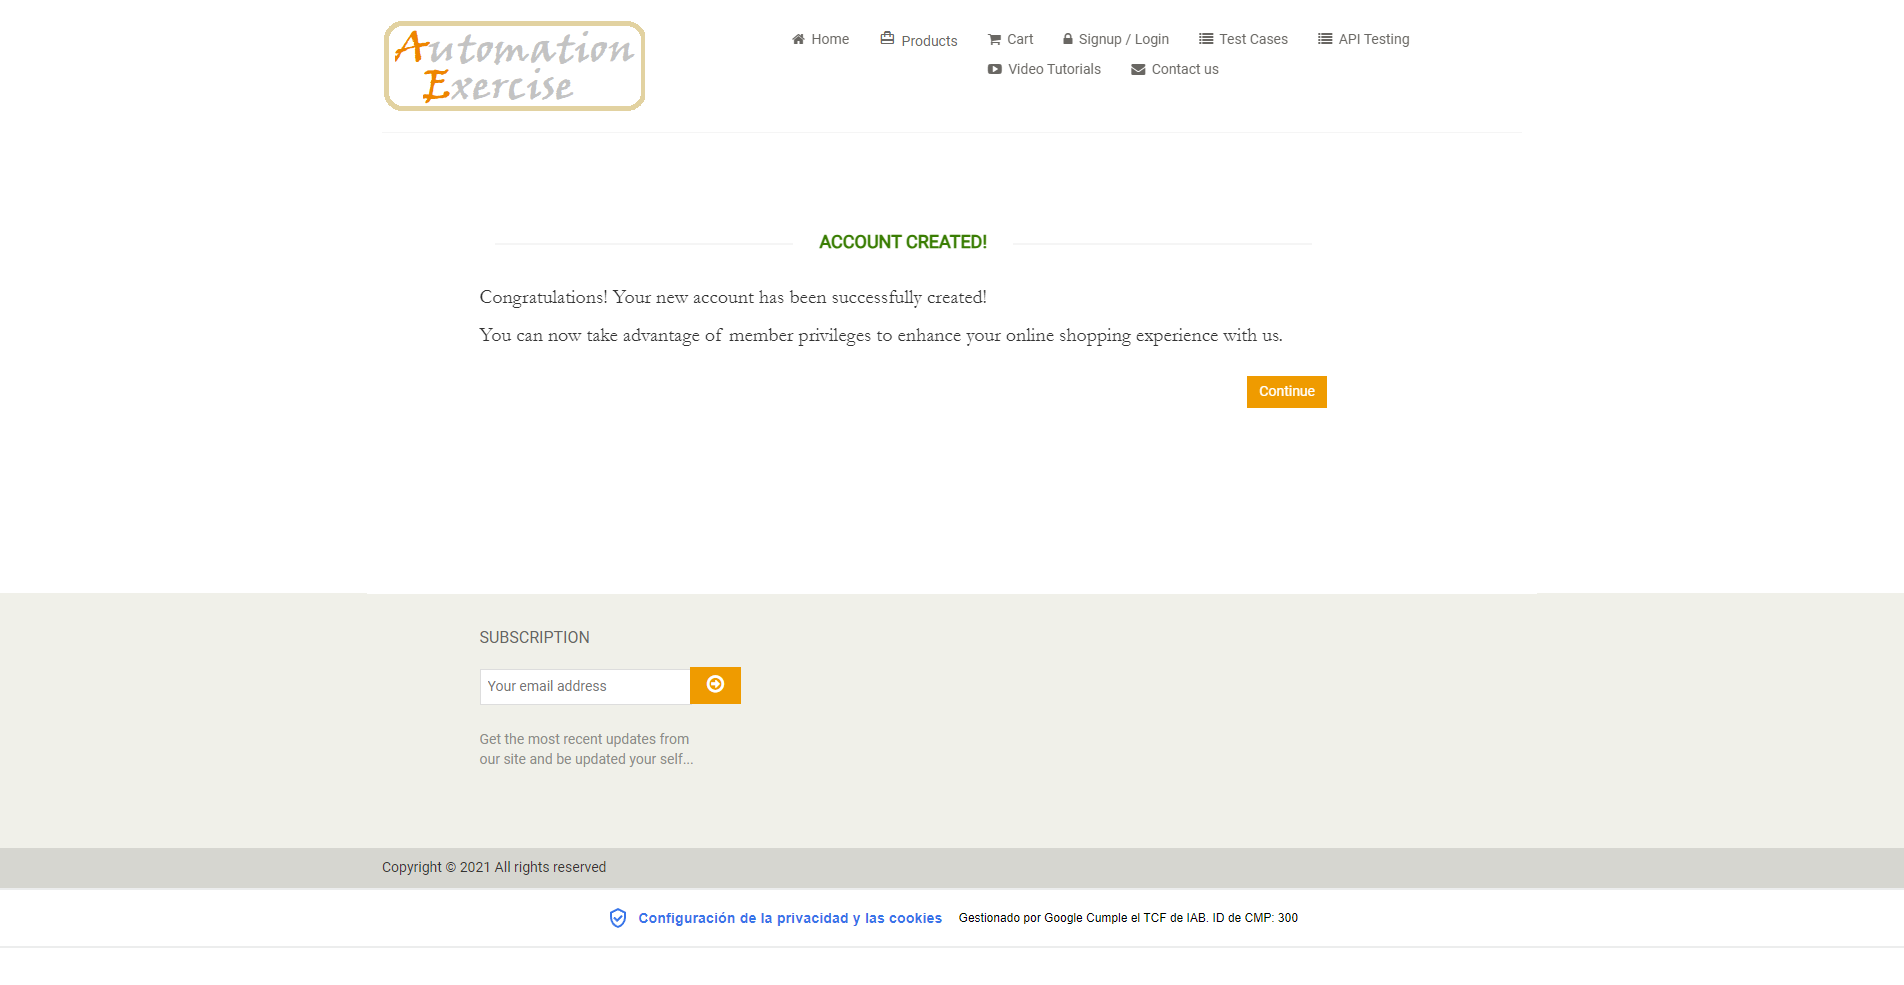 Automation
Exercise
Home
Products
Cart
Signup / Login
Test Cases
API Testing
Video Tutorials
Contact us
ACCOUNT CREATED!
Congratulations! Your new account has been successfully created!
You can now take advantage of member privileges to enhance your online shopping experience with us.
Continue
SUBSCRIPTION
Your email address
Get the most recent updates from
our site and be updated your self...
Copyright © 2021 All rights reserved
Configuración de la privacidad y las cookies
Gestionado por Google Cumple el TCF de IAB. ID de CMP: 300